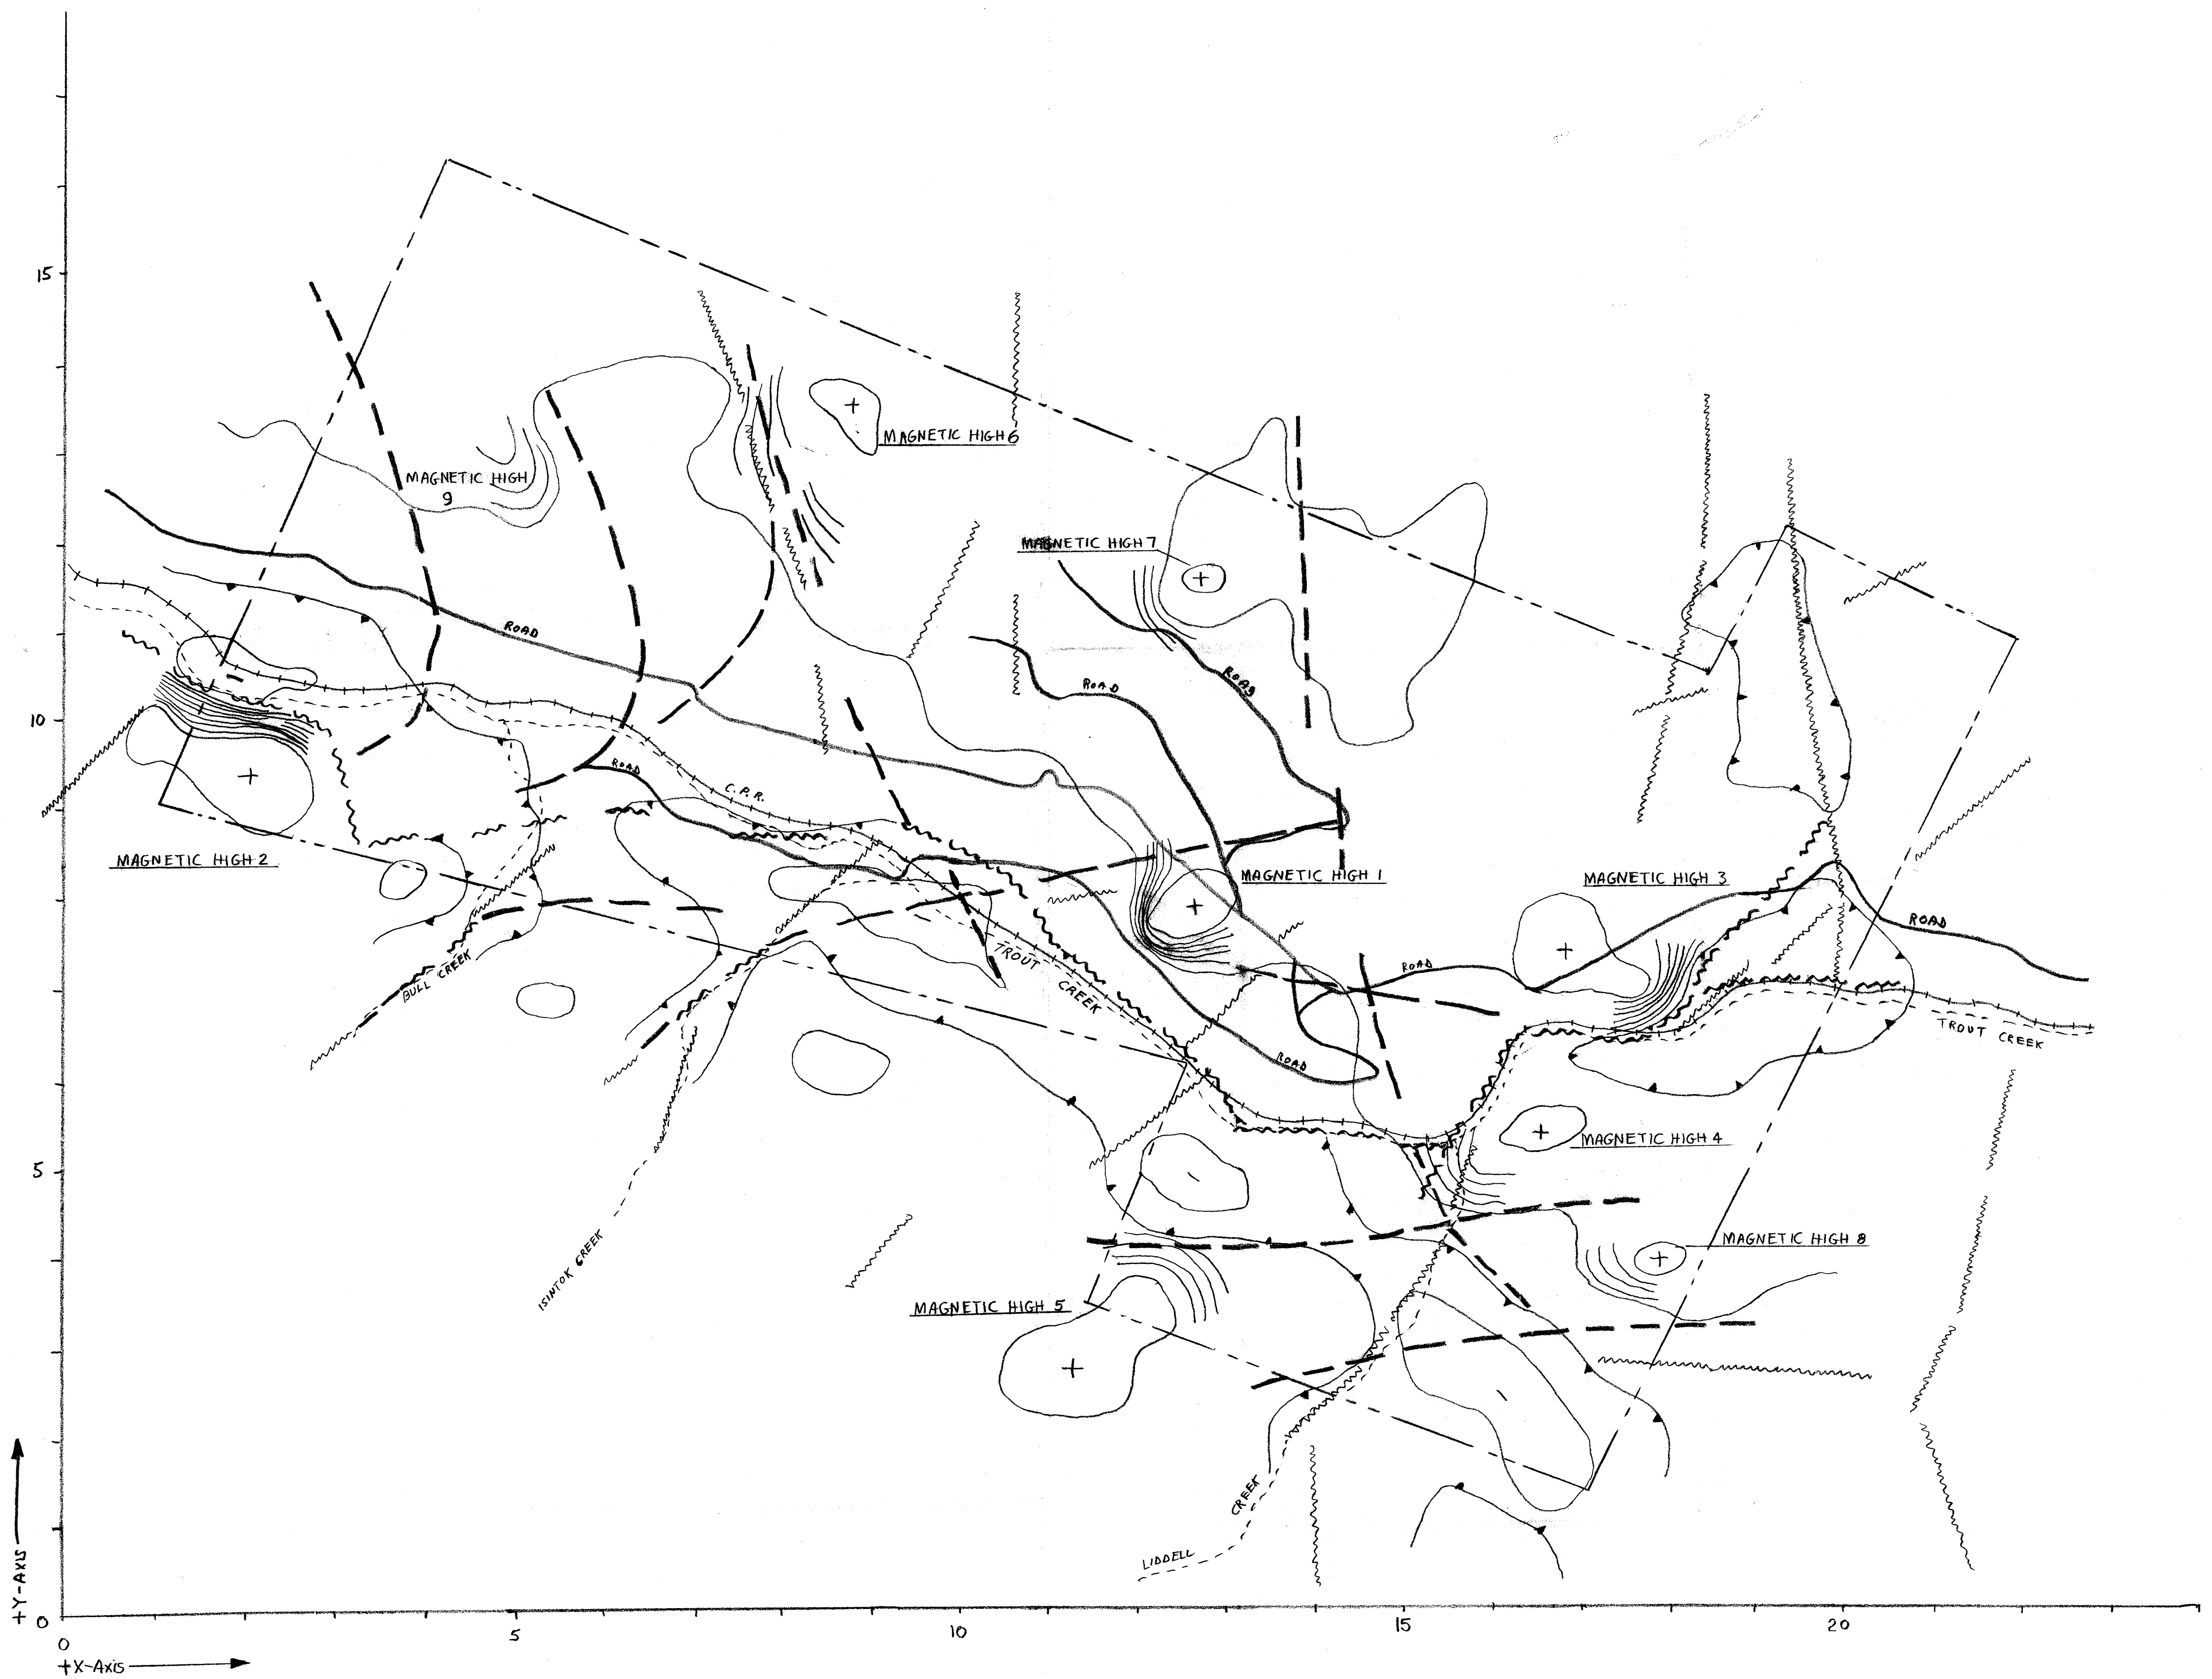 15
MAGNETIC HIGH 6
MAGNETIC HIGH
9
MAGNETIC HIGH 7
ROAD
ROAD
ROAD
10
ROAD
C.P.R.
MAGNETIC HIGH 2
MAGNETIC HIGH 1
MAGNETIC HIGH 3
ROAD
BULL CREEK
TROUT
CREEK
ROAD
TROUT CREEK
ROAD
MAGNETIC HIGH 4
5
ISINTOK CREEK
MAGNETIC HIGH 8
MAGNETIC HIGH 5
CREEK
LIDDELL
+Y-AXIS
0
0
5
10
15
20
+X-AXIS